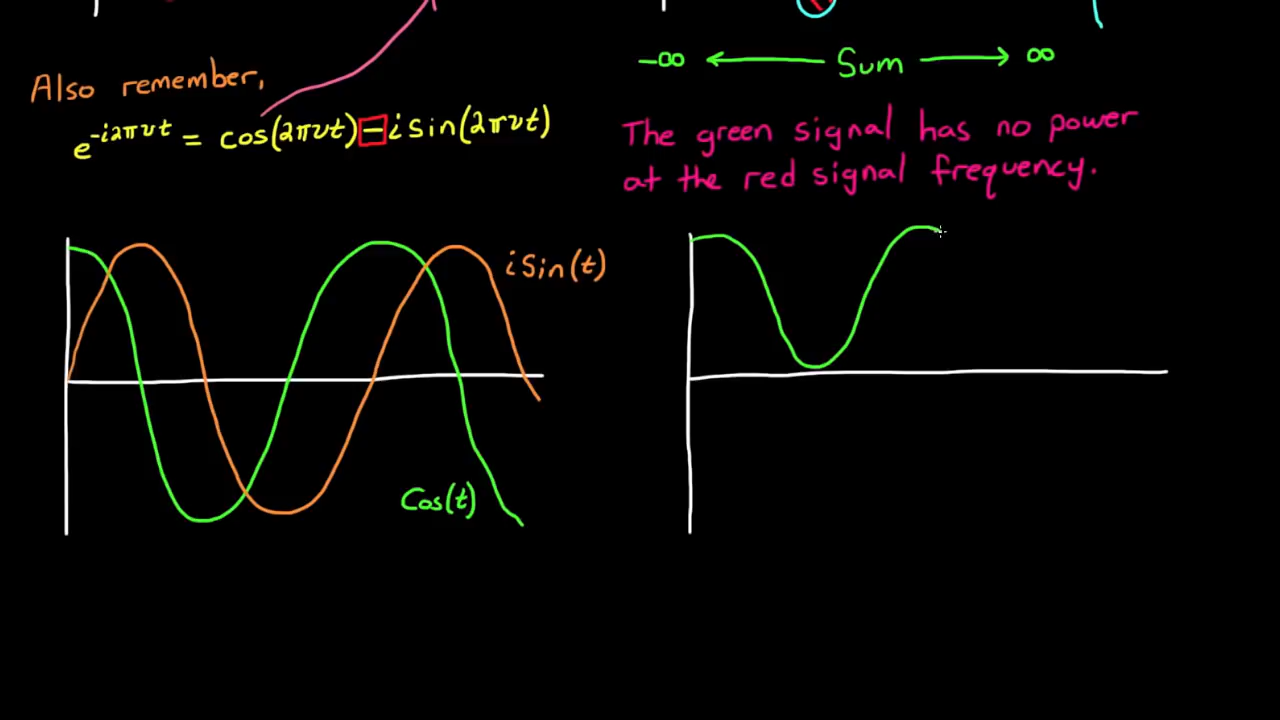 Also remember,
e^{-i2πνt} = cos(2πνt) - i sin(2πνt)
-∞ ← Sum → ∞
The green signal has no power
at the red signal frequency.
i Sin(t)
Cos(t)